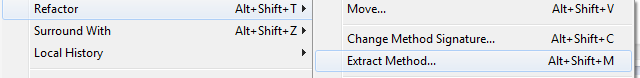 Refactor Alt+Shift+T
Surround With Alt+Shift+Z
Local History
Move... Alt+Shift+V
Change Method Signature... Alt+Shift+C
Extract Method... Alt+Shift+M